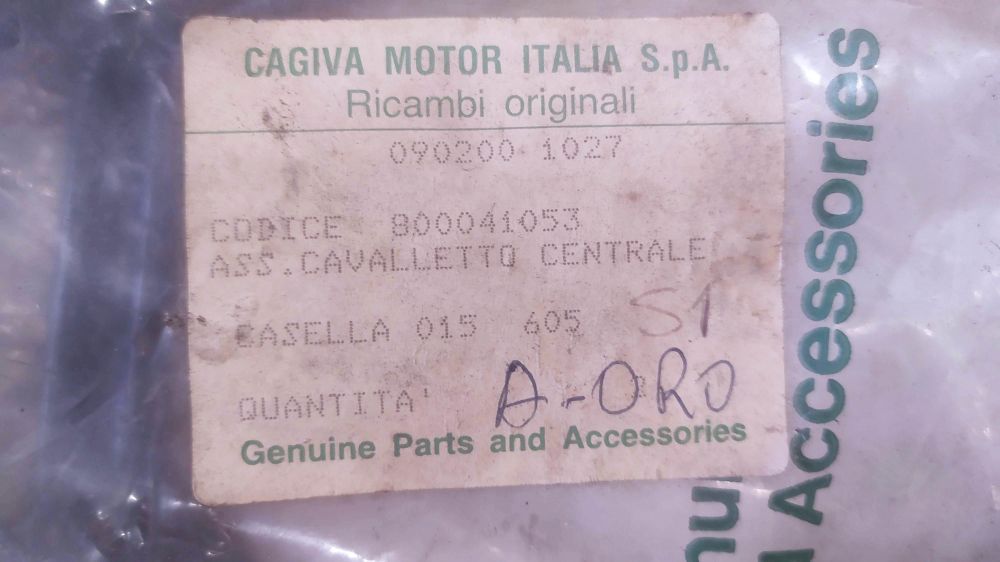 CAGIVA MOTOR ITALIA S.p.A.
Ricambi originali
090200 1027
CODICE 800041053
ASS.CAVALLETTO CENTRALE
CASELLA 015 605 S1
QUANTITA' A-ORO
Genuine Parts and Accessories
Accessories
Accessories